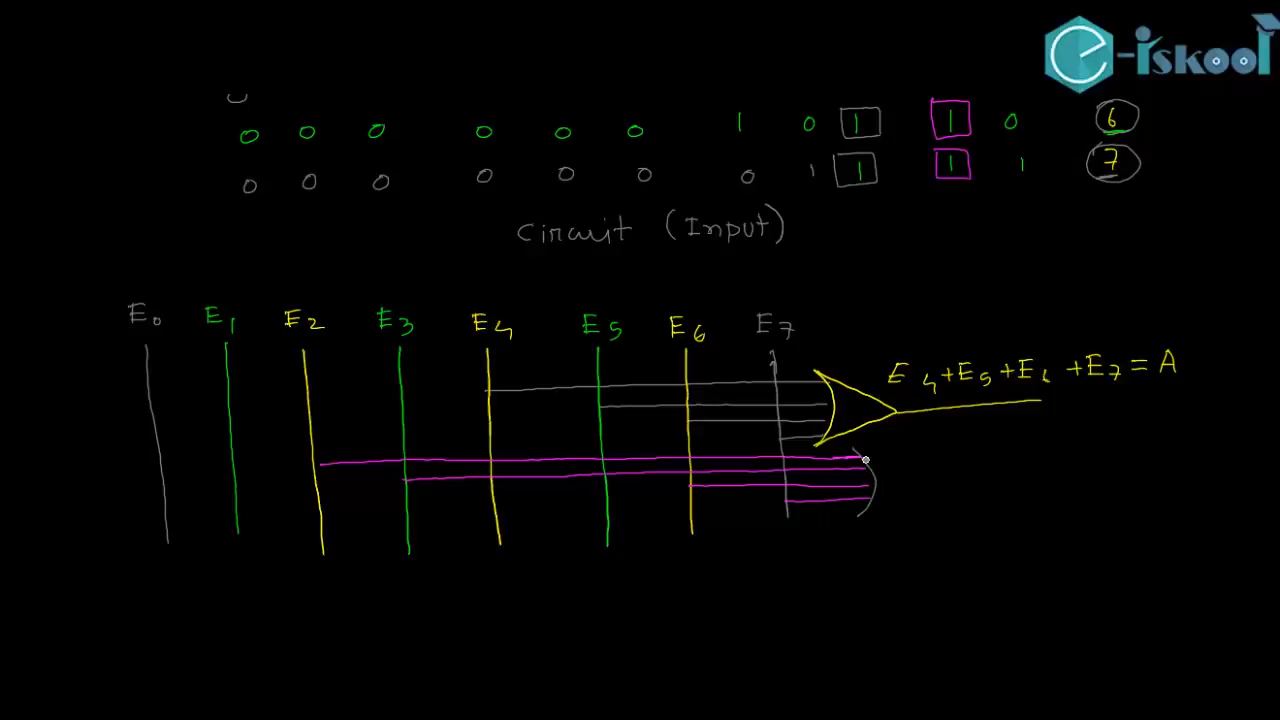 e-iskool
0 0 0 0 0 0 1 0 1 1 0 6
0 0 0 0 0 0 0 1 1 1 1 7
Circuit (Input)
E0 E1 E2 E3 E4 E5 E6 E7
E4+E5+E6+E7=A